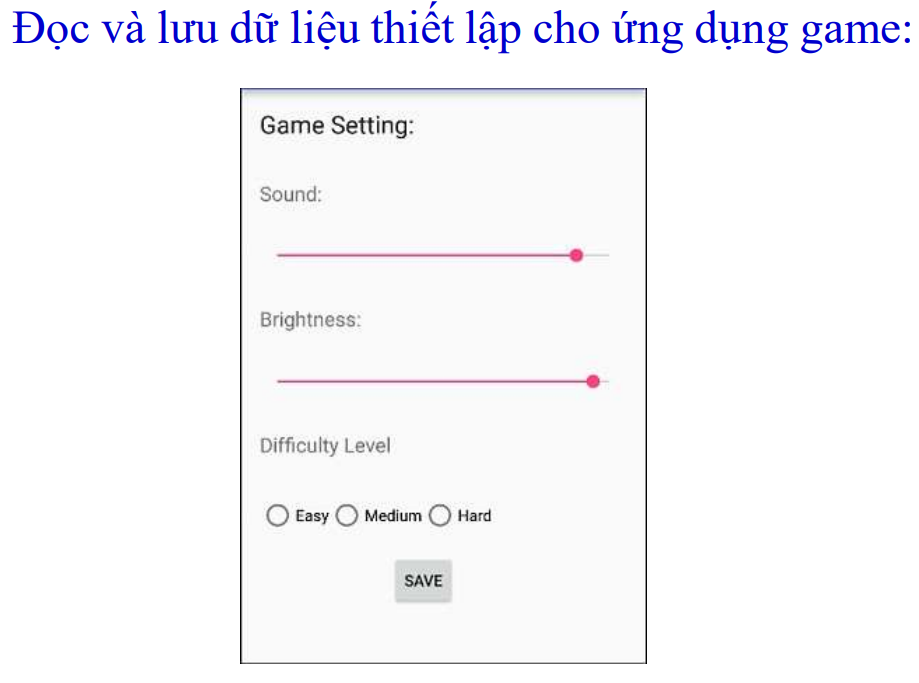 Đọc và lưu dữ liệu thiết lập cho ứng dụng game:
Game Setting:
Sound:
Brightness:
Difficulty Level
Easy Medium Hard
SAVE